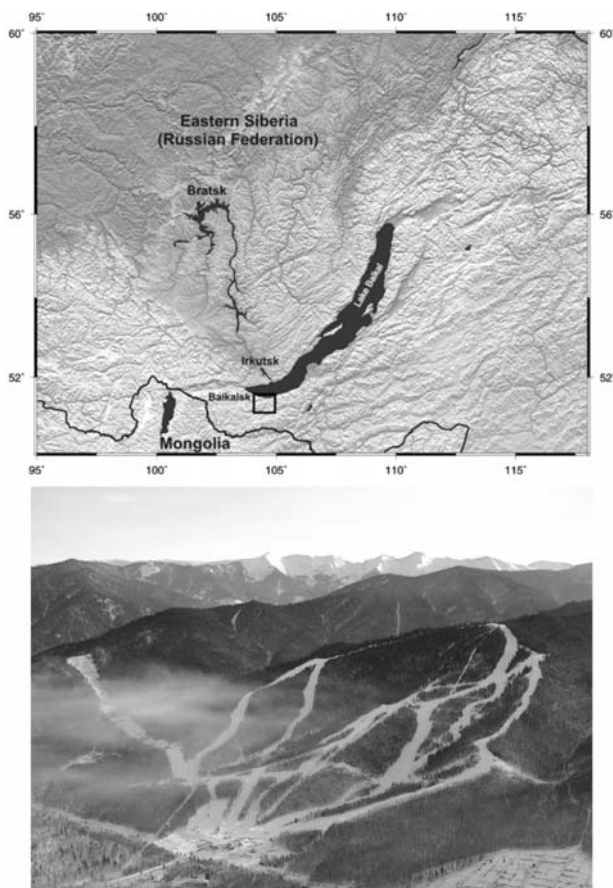 95° 100° 105° 110° 115°
60° 60°
Eastern Siberia
(Russian Federation)
Bratsk
56° 56°
Lake Baikal
Irkutsk
52° 52°
Baikalsk
Mongolia
95° 100° 105° 110° 115°